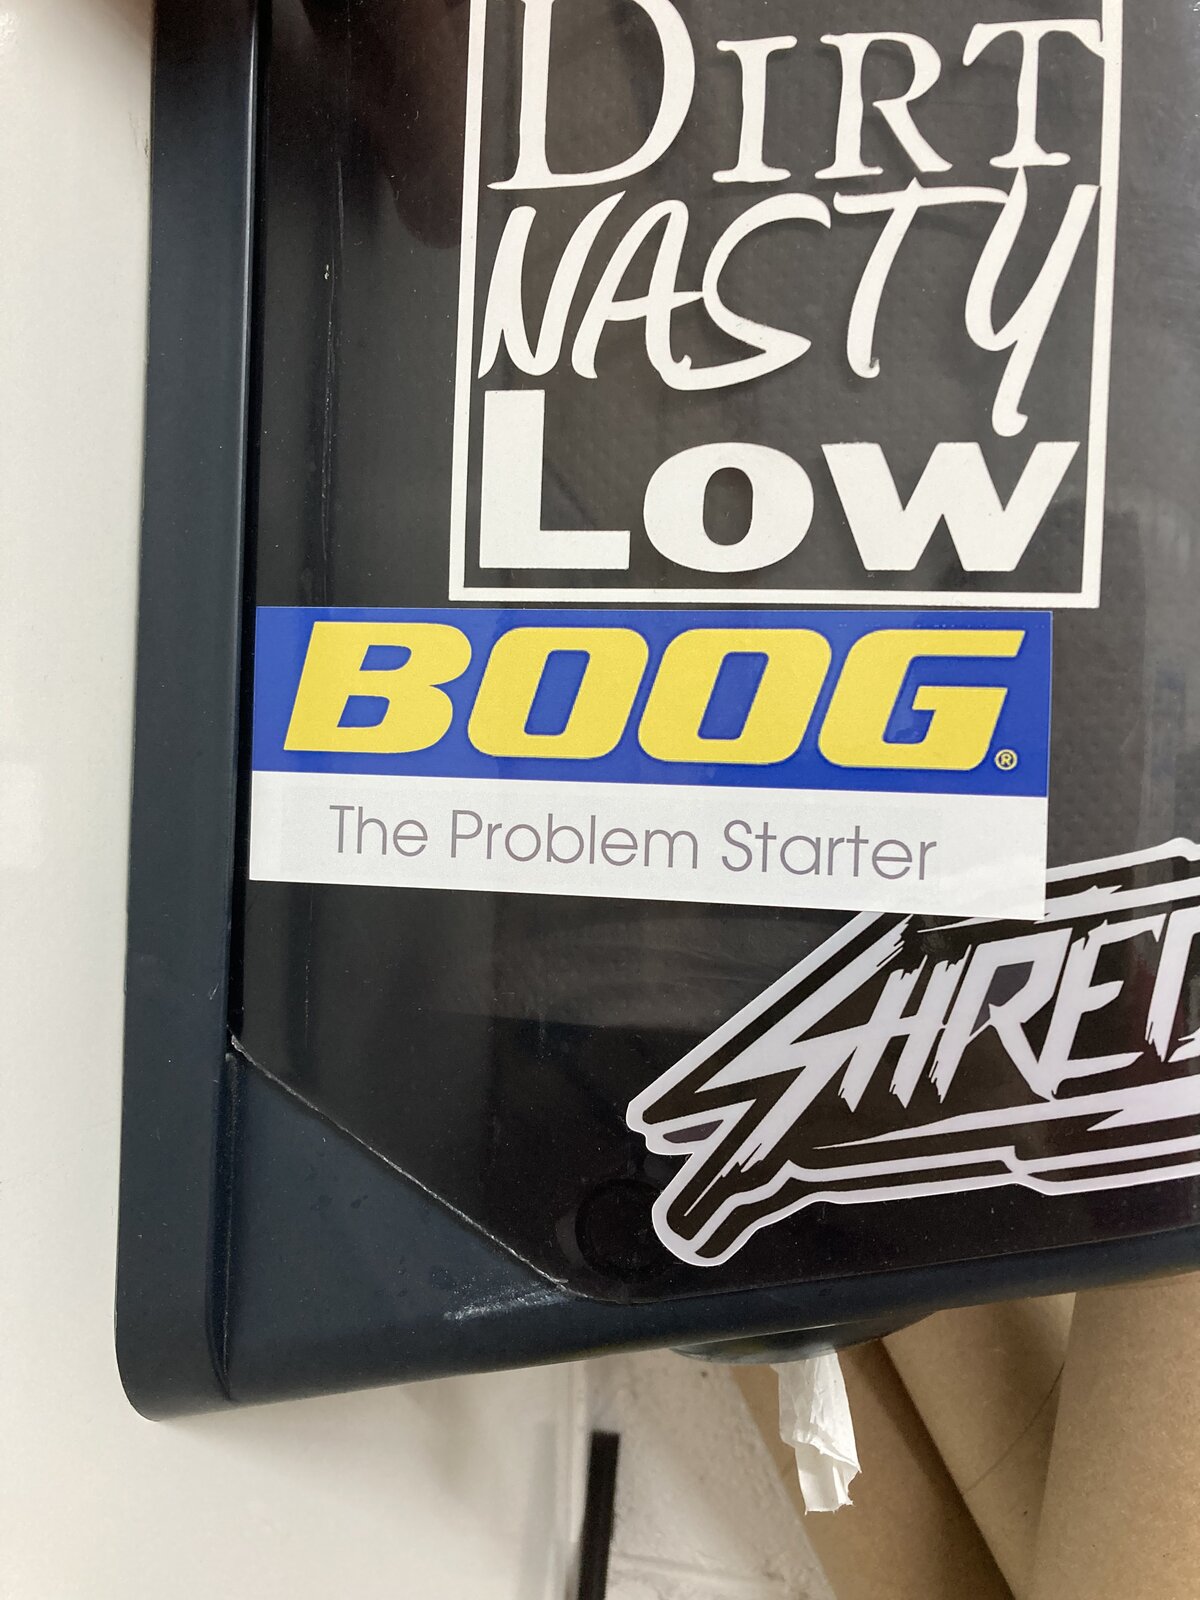 DIRT
NASTY
LOW
BOOG®
The Problem Starter